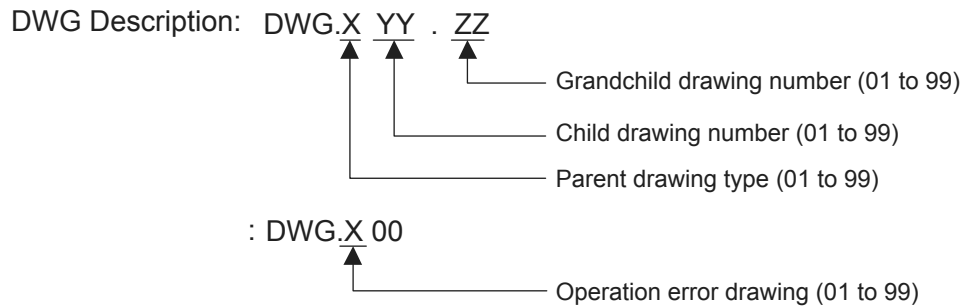 DWG Description: DWG.X YY . ZZ
Grandchild drawing number (01 to 99)
Child drawing number (01 to 99)
Parent drawing type (01 to 99)
: DWG.X 00
Operation error drawing (01 to 99)